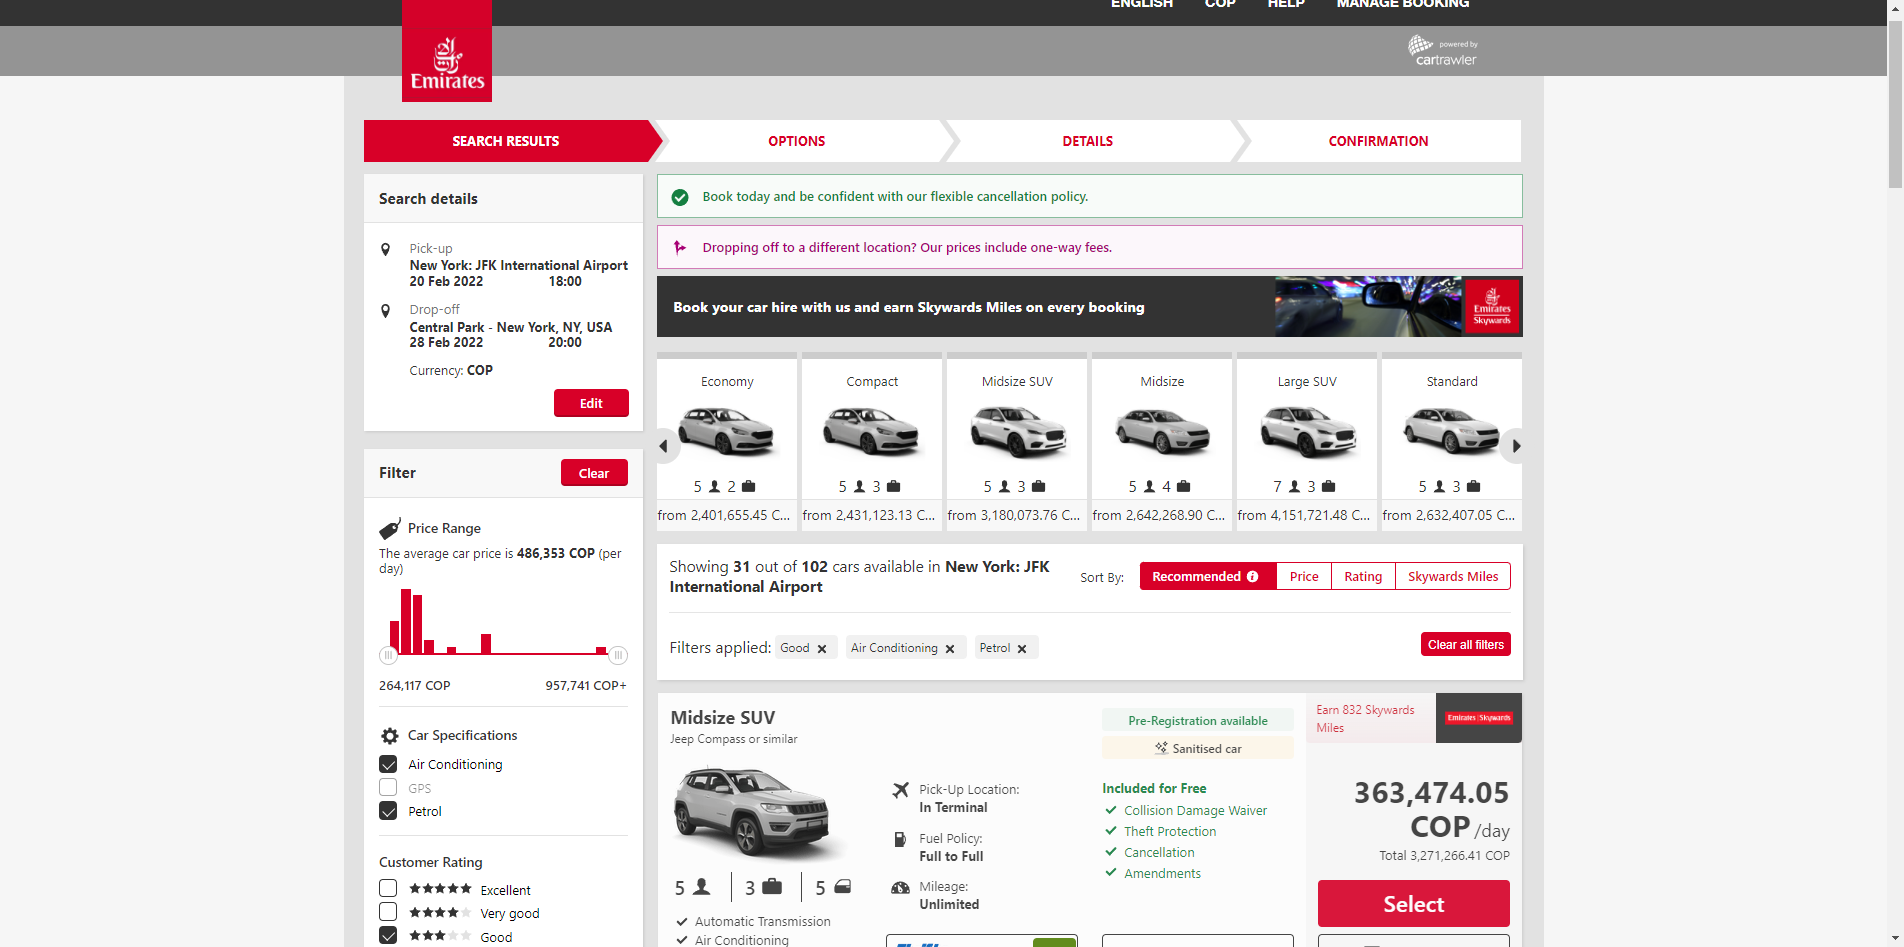 ENGLISH
COP
HELP
MANAGE BOOKING
Emirates
powered by
cartrawler
SEARCH RESULTS
OPTIONS
DETAILS
CONFIRMATION
Search details
Pick-up
New York: JFK International Airport
20 Feb 2022 18:00
Drop-off
Central Park - New York, NY, USA
28 Feb 2022 20:00
Currency: COP
Edit
Filter
Clear
Price Range
The average car price is 486,353 COP (per
day)
264,117 COP 957,741 COP+
Car Specifications
Air Conditioning
GPS
Petrol
Customer Rating
Excellent
Very good
Good
Book today and be confident with our flexible cancellation policy.
Dropping off to a different location? Our prices include one-way fees.
Book your car hire with us and earn Skywards Miles on every booking
Emirates
Skywards
Economy
5 2
from 2,401,655.45 C...
Compact
5 3
from 2,431,123.13 C...
Midsize SUV
5 3
from 3,180,073.76 C...
Midsize
5 4
from 2,642,268.90 C...
Large SUV
7 3
from 4,151,721.48 C...
Standard
5 3
from 2,632,407.05 C...
Showing 31 out of 102 cars available in New York: JFK
International Airport
Sort By:
Recommended
Price
Rating
Skywards Miles
Filters applied:
Good
Air Conditioning
Petrol
Clear all filters
Midsize SUV
Jeep Compass or similar
5 3 5
Automatic Transmission
Air Conditioning
Pick-Up Location:
In Terminal
Fuel Policy:
Full to Full
Mileage:
Unlimited
Pre-Registration available
Sanitised car
Included for Free
Collision Damage Waiver
Theft Protection
Cancellation
Amendments
Earn 832 Skywards
Miles
Emirates Skywards
363,474.05
COP /day
Total 3,271,266.41 COP
Select